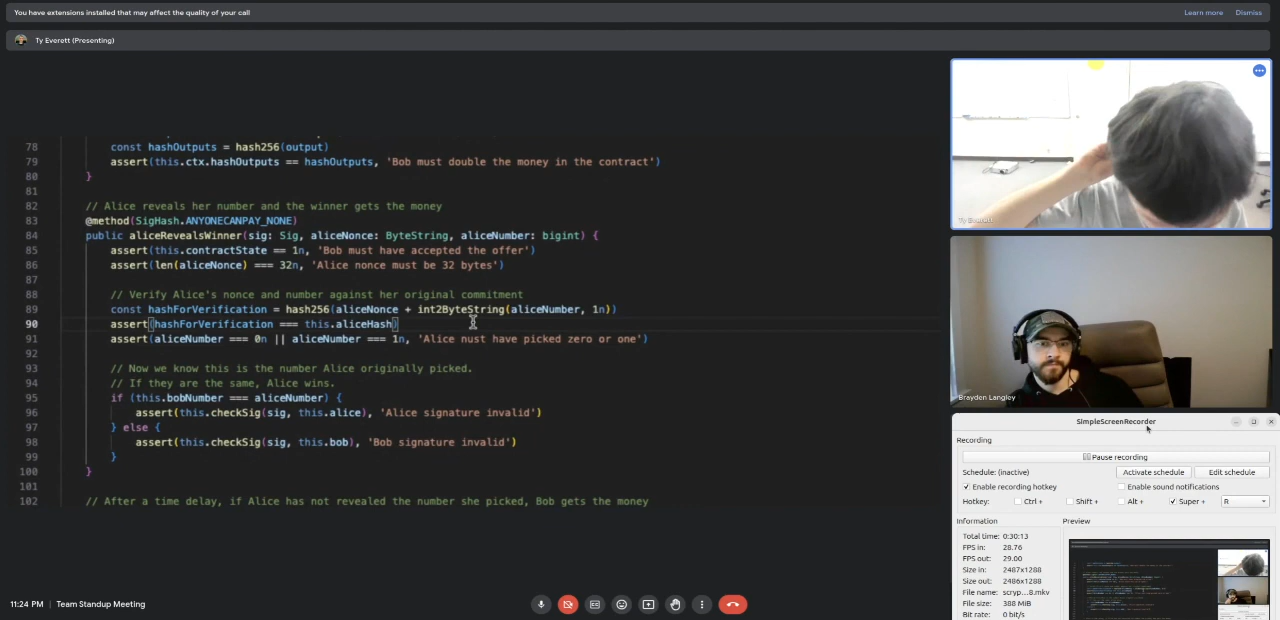 You have extensions installed that may affect the quality of your call
Learn more
Dismiss
Ty Everett (Presenting)
78 const hashOutputs = hash256(output)
79 assert(this.ctx.hashOutputs == hashOutputs, 'Bob must double the money in the contract')
80 }
81
82 // Alice reveals her number and the winner gets the money
83 @method(SigHash.ANYONECANPAY_NONE)
84 public aliceRevealsWinner(sig: Sig, aliceNonce: ByteString, aliceNumber: bigint) {
85 assert(this.contractState == 1n, 'Bob must have accepted the offer')
86 assert(len(aliceNonce) === 32n, 'Alice nonce must be 32 bytes')
87
88 // Verify Alice's nonce and number against her original commitment
89 const hashForVerification = hash256(aliceNonce + int2ByteString(aliceNumber, 1n))
90 assert(hashForVerification === this.aliceHash)
91 assert(aliceNumber === 0n || aliceNumber === 1n, 'Alice nust have picked zero or one')
92
93 // Now we know this is the number Alice originally picked.
94 // If they are the same, Alice wins.
95 if (this.bobNumber === aliceNumber) {
96 assert(this.checkSig(sig, this.alice), 'Alice signature invalid')
97 } else {
98 assert(this.checkSig(sig, this.bob), 'Bob signature invalid')
99 }
100 }
101
102 // After a time delay, if Alice has not revealed the number she picked, Bob gets the money
Ty Everett
Brayden Langley
SimpleScreenRecorder
Recording
Pause recording
Schedule: (inactive)
Activate schedule
Edit schedule
Enable recording hotkey
Enable sound notifications
Hotkey: Ctrl + Shift + Alt + Super + R
Information
Preview
Total time: 0:30:13
FPS in: 28.76
FPS out: 29.00
Size in: 2487x1288
Size out: 2486x1288
File name: scryp...8.mkv
File size: 388 MiB
Bit rate: 0 bit/s
11:24 PM | Team Standup Meeting